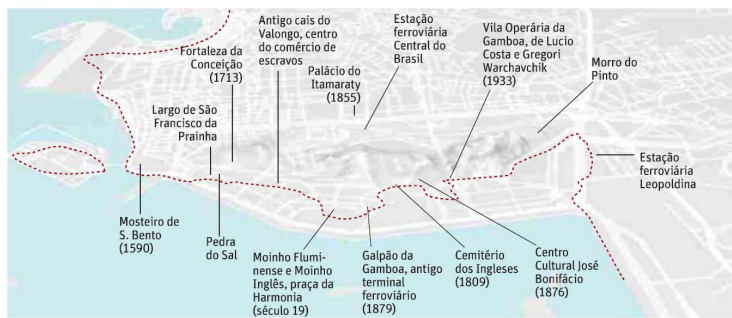 Antigo cais do
Valongo, centro
do comércio de
escravos
Estação
ferroviária
Central do
Brasil
Vila Operária da
Gamboa, de Lucio
Costa e Gregori
Warchavchik
(1933)
Fortaleza da
Conceição
(1713)
Palácio do
Itamaraty
(1855)
Morro do
Pinto
Largo de São
Francisco da
Prainha
Estação
ferroviária
Leopoldina
Mosteiro de
S. Bento
(1590)
Pedra
do Sal
Moinho Flumi-
nense e Moinho
Inglês, praça da
Harmonia
(século 19)
Galpão da
Gamboa, antigo
terminal
ferroviário
(1879)
Cemitério
dos Ingleses
(1809)
Centro
Cultural José
Bonifácio
(1876)